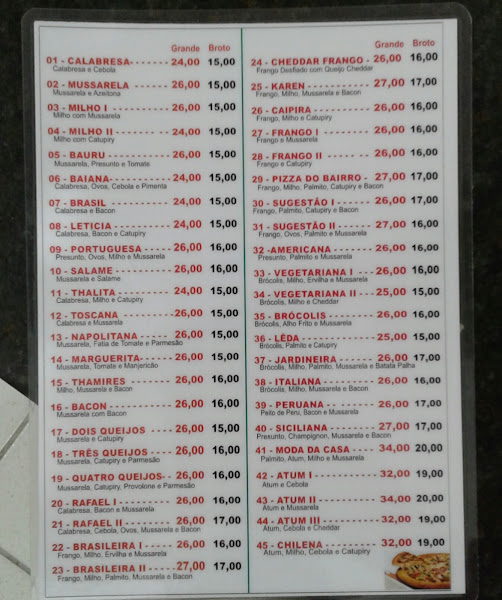 Grande Broto
01 - CALABRESA------- 24,00 15,00
Calabresa e Cebola
02 - MUSSARELA ------ 26,00 15,00
Mussarela e Azeitona
03 - MILHO I ----------- 26,00 15,00
Milho com Mussarela
04 - MILHO II ---------- 24,00 15,00
Milho e Catupiry
05 - BAURU ------------ 26,00 15,00
Mussarela, Presunto e Tomate
06 - BAIANA----------- 24,00 15,00
Calabresa, Ovos, Cebola e Pimenta
07 - BRASIL ---------- 24,00 15,00
Calabresa e Bacon
08 - LETICIA ---------- 24,00 15,00
Calabresa, Bacon e Catupiry
09 - PORTUGUESA ---- 26,00 16,00
Presunto, Ovos, Milho e Mussarela
10 - SALAME ---------- 26,00 16,00
Mussarela e Salame
11 - THALITA --------- 24,00 15,00
Calabresa, Milho e Catupiry
12 - TOSCANA -------- 26,00 15,00
Calabresa e Mussarela
13 - NAPOLITANA ----- 26,00 15,00
Mussarela, Fatia de Tomate e Parmesão
14 - MARGUERITA----- 26,00 15,00
Mussarela, Tomate e Manjericão
15 - THAMIRES ------- 26,00 16,00
Milho, Mussarela e Bacon
16 - BACON ---------- 26,00 16,00
Mussarela com Bacon
17 - DOIS QUEIJOS ---- 26,00 15,00
Mussarela e Catupiry
18 - TRÊS QUEIJOS ---- 26,00 16,00
Mussarela, Catupiry e Parmesão
19 - QUATRO QUEIJOS-- 26,00 16,00
Mussarela, Catupiry, Provolone e Parmesão
20 - RAFAEL I -------- 26,00 16,00
Calabresa, Bacon e Mussarela
21 - RAFAEL II -------- 26,00 17,00
Calabresa, Cebola, Ovos, Mussarela e Bacon
22 - BRASILEIRA I ----- 26,00 16,00
Frango, Milho, Ervilha e Mussarela
23 - BRASILEIRA II ---- 27,00 17,00
Frango, Milho, Palmito, Mussarela e Bacon
Grande Broto
24 - CHEDDAR FRANGO - 26,00 16,00
Frango Desfiado com Queijo Cheddar
25 - KAREN ----------- 27,00 17,00
Frango, Milho, Mussarela e Bacon
26 - CAIPIRA --------- 26,00 16,00
Frango, Milho e Catupiry
27 - FRANGO I -------- 26,00 16,00
Frango e Mussarela
28 - FRANGO II ------- 26,00 16,00
Frango e Catupiry
29 - PIZZA DO BAIRRO - 27,00 17,00
Frango, Milho, Palmito, Catupiry e Bacon
30 - SUGESTÃO I ------ 26,00 17,00
Frango, Palmito, Catupiry e Bacon
31 - SUGESTÃO II ----- 27,00 16,00
Frango, Ovos, Palmito e Mussarela
32 -AMERICANA ------- 26,00 16,00
Presunto, Palmito e Mussarela
33 - VEGETARIANA I --- 26,00 16,00
Brócolis, Milho, Ervilha e Mussarela
34 - VEGETARIANA II --- 25,00 15,00
Brócolis, Milho e Cheddar
35 - BRÓCOLIS -------- 26,00 16,00
Brócolis, Alho Frito e Mussarela
36 - LÊDA ------------ 25,00 15,00
Brócolis, Palmito e Catupiry
37 - JARDINEIRA ------ 26,00 17,00
Brócolis, Milho, Palmito, Mussarela e Batata Palha
38 - ITALIANA -------- 26,00 16,00
Milho, Bacon e Mussarela
39 - PERUANA -------- 26,00 17,00
Peito de Peru, Bacon e Mussarela
40 - SICILIANA -------- 27,00 17,00
Presunto, Champignon, Mussarela e Bacon
41 - MODA DA CASA --- 34,00 20,00
Palmito, Atum, Milho e Mussarela
42 - ATUM I ---------- 32,00 19,00
Atum e Cebola
43 - ATUM II --------- 34,00 20,00
Atum e Mussarela
44 - ATUM III -------- 32,00 19,00
Atum, Cebola e Cheddar
45 - CHILENA -------- 32,00 19,00
Atum, Milho, Cebola e Catupiry